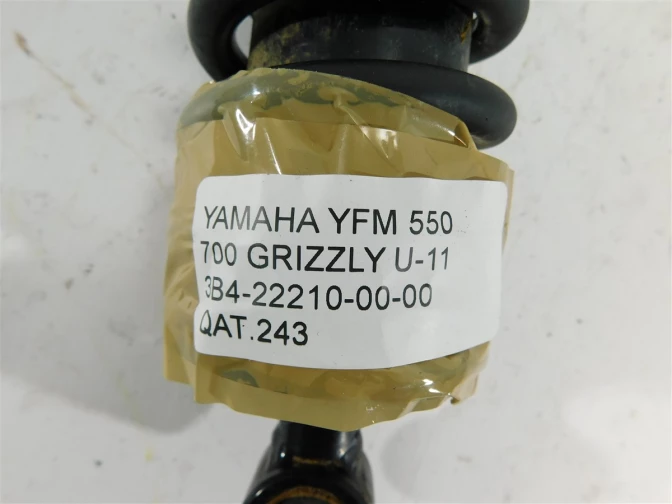 YAMAHA YFM 550
700 GRIZZLY U-11
3B4-22210-00-00
QAT.243